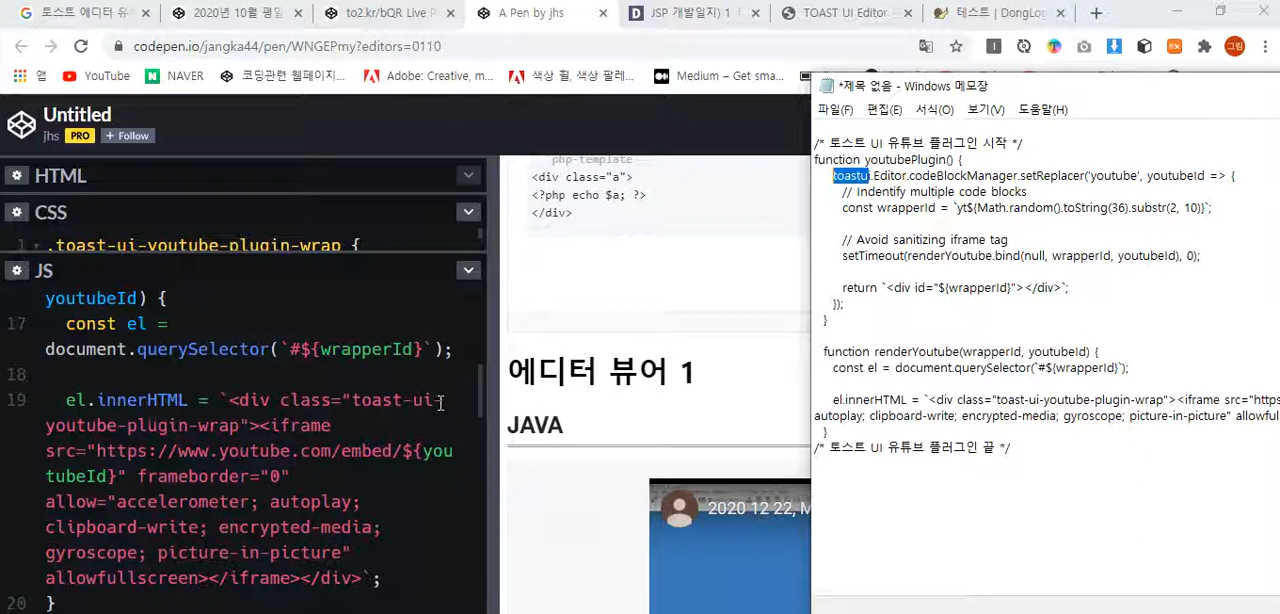 토스트 에디터 유
2020년 10월 평일
to2.kr/bQR Live P
A Pen by jhs
JSP 개발일지) 1
TOAST UI Editor
테스트 | DongLog
codepen.io/jangka44/pen/WNGEPmy?editors=0110
그림
앱
YouTube
NAVER
코딩관련 웹페이지...
Adobe: Creative, m...
색상 휠, 색상 팔레...
Medium – Get sma...
*제목 없음 - Windows 메모장
파일(F) 편집(E) 서식(O) 보기(V) 도움말(H)
Untitled
jhs PRO + Follow
HTML
CSS
1 .toast-ui-youtube-plugin-wrap {
JS
youtubeId) {
17 const el =
document.querySelector(`#${wrapperId}`);
18
19 el.innerHTML = `<div class="toast-ui-
youtube-plugin-wrap"><iframe
src="https://www.youtube.com/embed/${you
tubeId}" frameborder="0"
allow="accelerometer; autoplay;
clipboard-write; encrypted-media;
gyroscope; picture-in-picture"
allowfullscreen></iframe></div>`;
20 }
php-template
<div class="a">
<?php echo $a; ?>
</div>
에디터 뷰어 1
JAVA
2020 12 22, M
/* 토스트 UI 유튜브 플러그인 시작 */
function youtubePlugin() {
toastui.Editor.codeBlockManager.setReplacer('youtube', youtubeId => {
// Indentify multiple code blocks
const wrapperId = `yt${Math.random().toString(36).substr(2, 10)}`;
// Avoid sanitizing iframe tag
setTimeout(renderYoutube.bind(null, wrapperId, youtubeId), 0);
return `<div id="${wrapperId}"></div>`;
});
}
function renderYoutube(wrapperId, youtubeId) {
const el = document.querySelector(`#${wrapperId}`);
el.innerHTML = `<div class="toast-ui-youtube-plugin-wrap"><iframe src="https
autoplay; clipboard-write; encrypted-media; gyroscope; picture-in-picture" allowful
}
/* 토스트 UI 유튜브 플러그인 끝 */